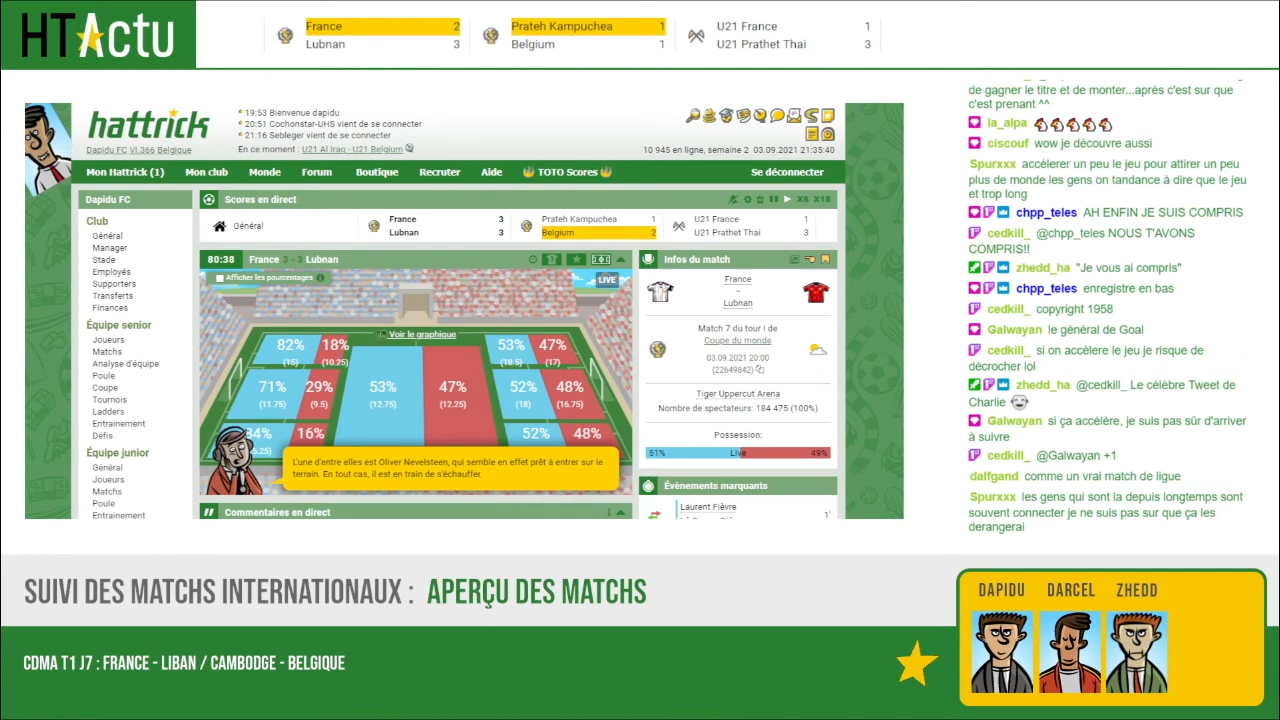 HTActu
France 2
Lubnan 3
Prateh Kampuchea 1
Belgium 1
U21 France 1
U21 Prathet Thai 3
hattrick
Dapidu FC VI.366 Belgique
19:53 Bienvenue dapidu
20:51 Cochonstar-UHS vient de se connecter
21:16 Sebleger vient de se connecter
En ce moment : U21 Al Iraq - U21 Belgium
10 945 en ligne, semaine 2 03.09.2021 21:35:40
Mon Hattrick (1) Mon club Monde Forum Boutique Recruter Aide TOTO Scores Se déconnecter
Dapidu FC
Club
Général
Manager
Stade
Employés
Supporters
Transferts
Finances
Équipe senior
Joueurs
Matchs
Analyse d'équipe
Poule
Coupe
Tournois
Ladders
Entrainement
Défis
Équipe junior
Général
Joueurs
Matchs
Poule
Entrainement
Scores en direct X6 X18
Général
France 3
Lubnan 3
Prateh Kampuchea 1
Belgium 2
U21 France 1
U21 Prathet Thai 3
80:38 France 3 - 3 Lubnan
Afficher les pourcentages
LIVE
Voir le graphique
82% 18% 53% 47%
(15) (10.25) (18.5) (17)
71% 29% 53% 47% 52% 48%
(11.75) (9.5) (12.75) (12.25) (18) (16.75)
16% 52% 48%
L'une d'entre elles est Oliver Nevelsteen, qui semble en effet prêt à entrer sur le
terrain. En tout cas, il est en train de s'échauffer.
Commentaires en direct
Infos du match
France
–
Lubnan
Match 7 du tour I de
Coupe du monde
03.09.2021 20:00
(22649842)
Tiger Uppercut Arena
Nombre de spectateurs: 184 475 (100%)
Possession:
51% Live 49%
Évènements marquants
Laurent Fièvre
1'
de gagner le titre et de monter...après c'est sur que
c'est prenant ^^
la_alpa
ciscouf wow je découvre aussi
Spurxxx accélerer un peu le jeu pour attirer un peu
plus de monde les gens on tandance à dire que le jeu
et trop long
chpp_teles AH ENFIN JE SUIS COMPRIS
cedkill_ @chpp_teles NOUS T'AVONS
COMPRIS!!
zhedd_ha "Je vous ai compris"
chpp_teles enregistre en bas
cedkill_ copyright 1958
Galwayan le général de Goal
cedkill_ si on accèlere le jeu je risque de
décrocher lol
zhedd_ha @cedkill_ Le célèbre Tweet de
Charlie
Galwayan si ça accélère, je suis pas sûr d'arriver
à suivre
cedkill_ @Galwayan +1
dalfgand comme un vrai match de ligue
Spurxxx les gens qui sont la depuis longtemps sont
souvent connecter je ne suis pas sur que ça les
derangerai
SUIVI DES MATCHS INTERNATIONAUX : APERÇU DES MATCHS
DAPIDU DARCEL ZHEDD
CDMA T1 J7 : FRANCE - LIBAN / CAMBODGE - BELGIQUE